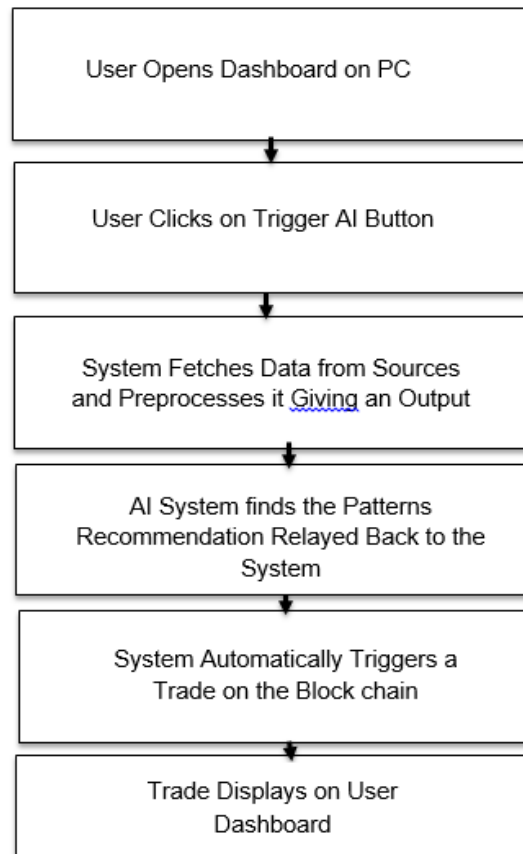 User Opens Dashboard on PC
User Clicks on Trigger AI Button
System Fetches Data from Sources
and Preprocesses it Giving an Output
AI System finds the Patterns
Recommendation Relayed Back to the
System
System Automatically Triggers a
Trade on the Block chain
Trade Displays on User
Dashboard